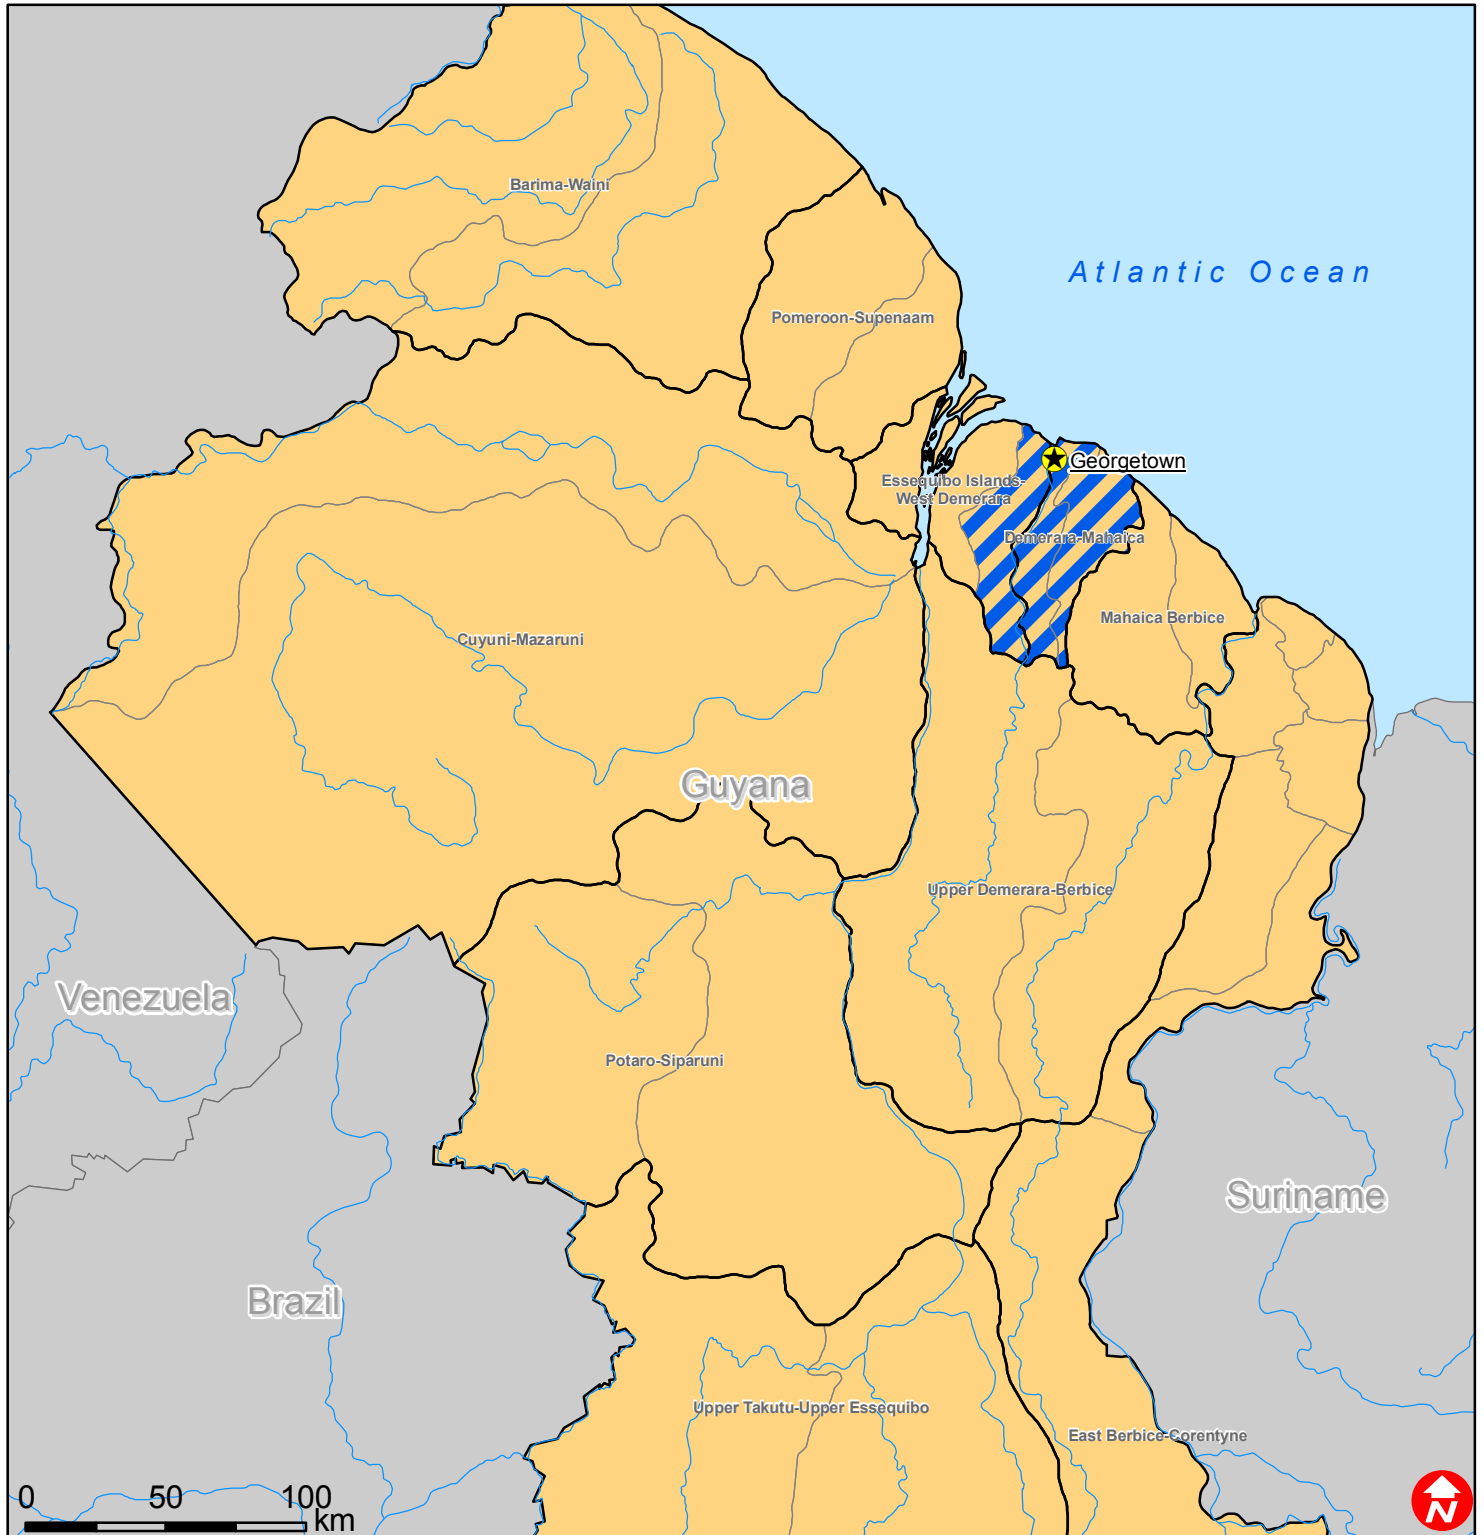 Barima-Waini
Atlantic Ocean
Pomeroon-Supenaam
Georgetown
Essequibo Islands-
West Demerara
Demerara-Mahaica
Mahaica Berbice
Cuyuni-Mazaruni
Guyana
Upper Demerara-Berbice
Venezuela
Potaro-Siparuni
Suriname
Brazil
Upper Takutu-Upper Essequibo
East Berbice-Corentyne
0 50 100
km
N